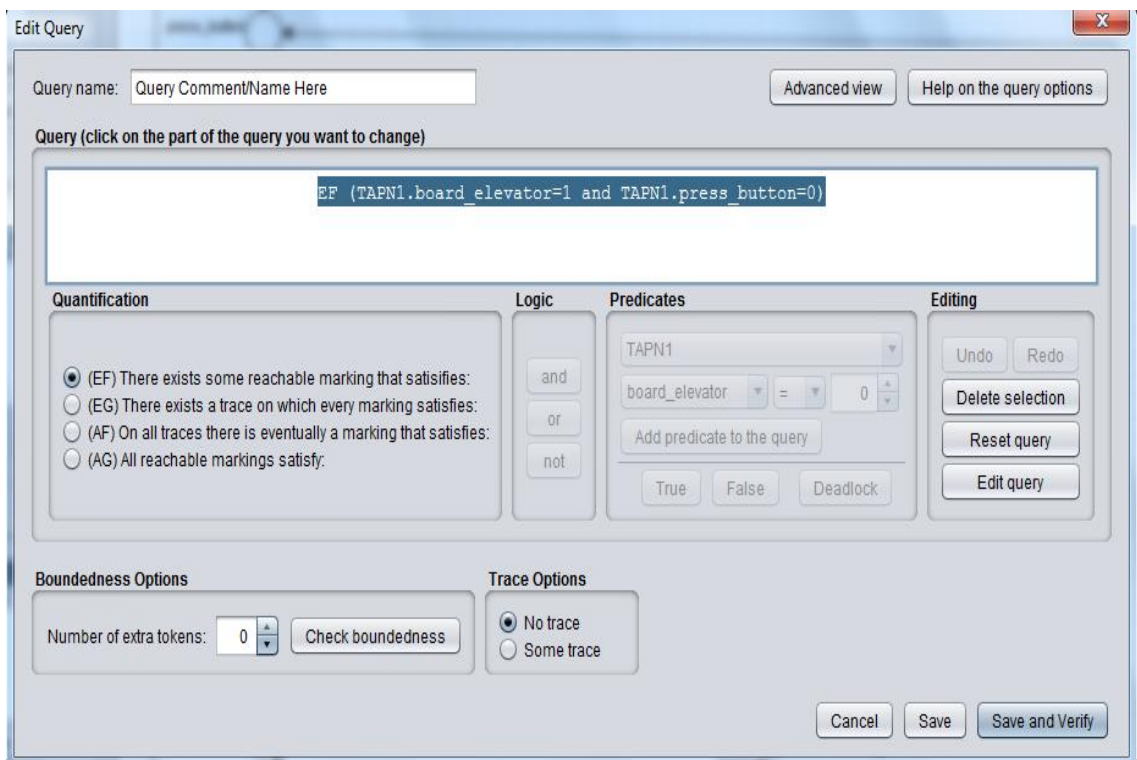 Edit Query
X
Query name: Query Comment/Name Here Advanced view Help on the query options
Query (click on the part of the query you want to change)
EF (TAPN1.board_elevator=1 and TAPN1.press_button=0)
Quantification Logic Predicates Editing
(EF) There exists some reachable marking that satisifies:
(EG) There exists a trace on which every marking satisfies:
(AF) On all traces there is eventually a marking that satisfies:
(AG) All reachable markings satisfy:
and
or
not
TAPN1
board_elevator = 0
Add predicate to the query
True False Deadlock
Undo Redo
Delete selection
Reset query
Edit query
Boundedness Options Trace Options
Number of extra tokens: 0 Check boundedness
No trace
Some trace
Cancel Save Save and Verify